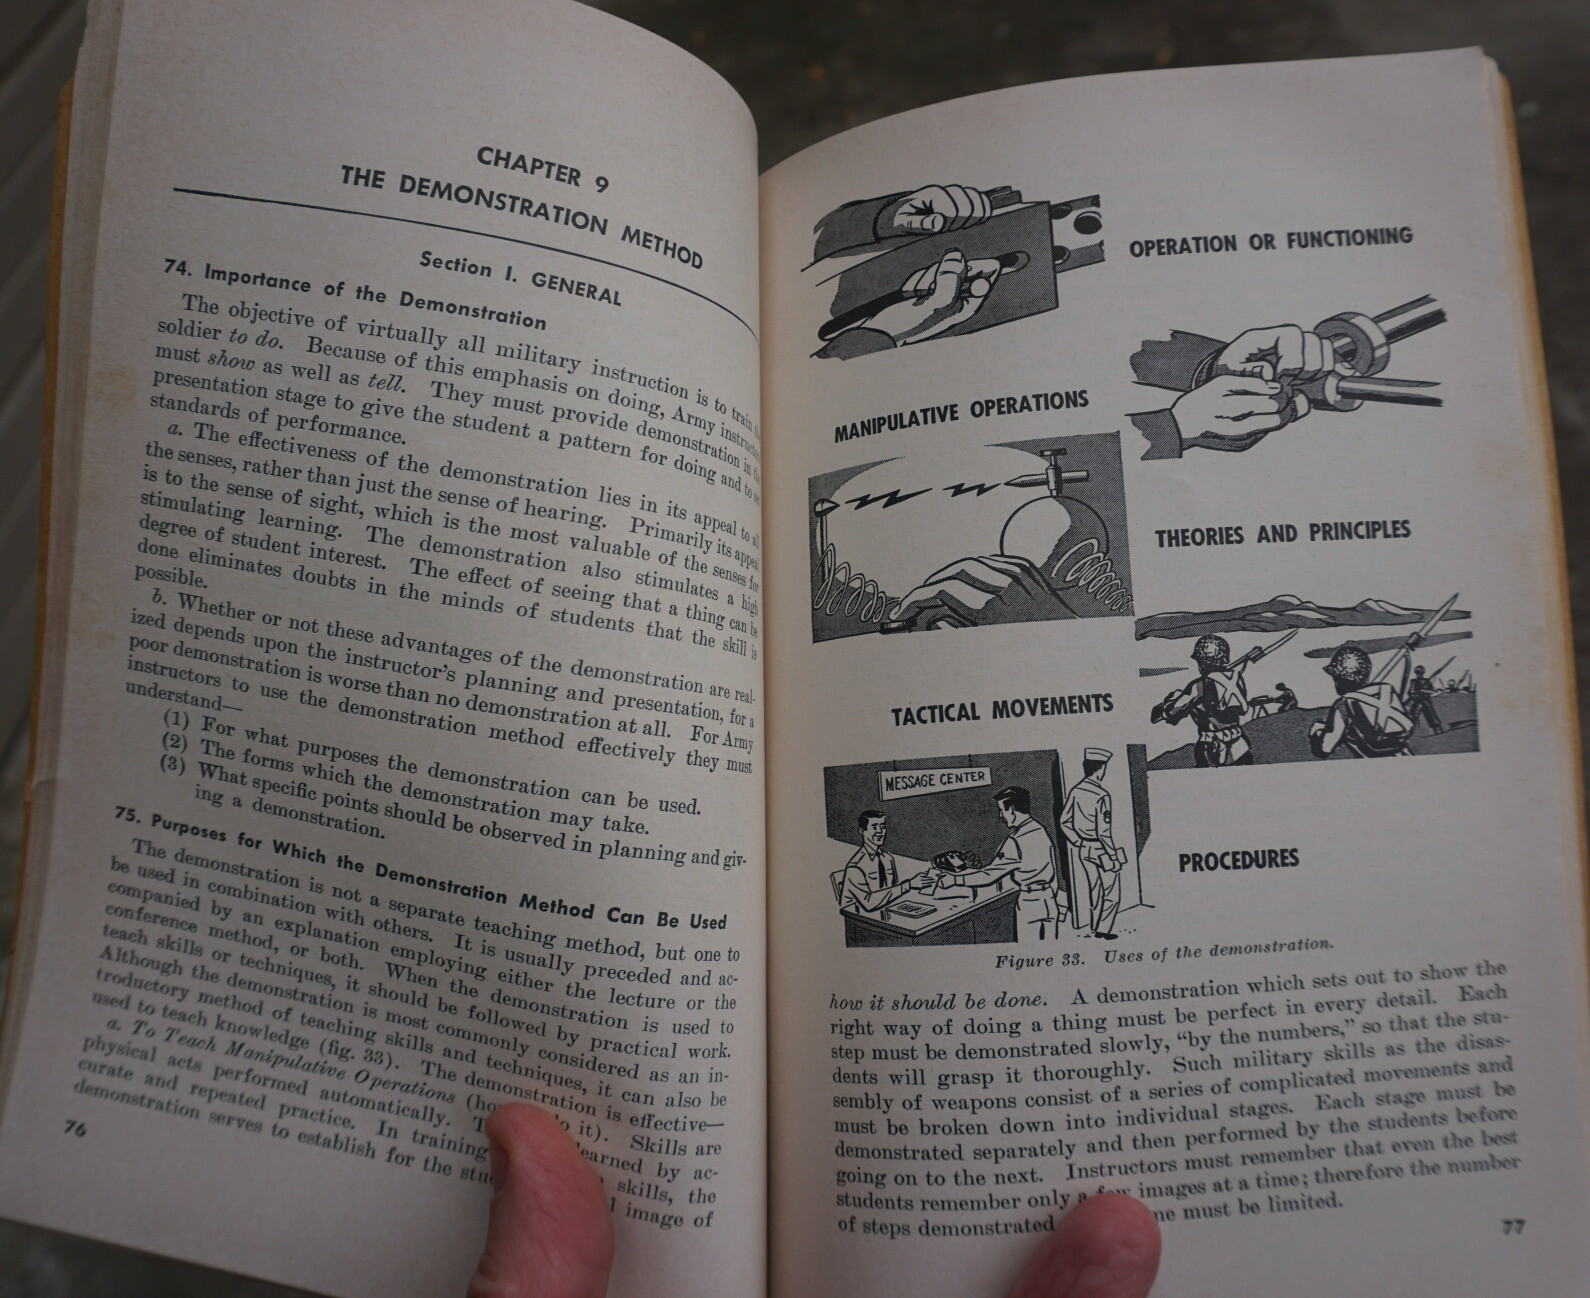 CHAPTER 9
THE DEMONSTRATION METHOD
Section I. GENERAL
74. Importance of the Demonstration
The objective of virtually all military instruction is to train
soldier to do. Because of this emphasis on doing, Army
must show as well as tell. They must provide demonstration in
presentation stage to give the student a pattern for doing and to
standards of performance.
a. The effectiveness of the demonstration lies in its appeal to
the senses, rather than just the sense of hearing. Primarily its appeal
is to the sense of sight, which is the most valuable of the senses for
stimulating learning. The demonstration also stimulates a high
degree of student interest. The effect of seeing that a thing can be
done eliminates doubts in the minds of students that the skill is
possible.
b. Whether or not these advantages of the demonstration are real-
ized depends upon the instructor's planning and presentation, for a
poor demonstration is worse than no demonstration at all. For Army
instructors to use the demonstration method effectively they must
understand—
(1) For what purposes the demonstration can be used.
(2) The forms which the demonstration may take.
(3) What specific points should be observed in planning and giv-
ing a demonstration.
75. Purposes for Which the Demonstration Method Can Be Used
The demonstration is not a separate teaching method, but one to
be used in combination with others. It is usually preceded and ac-
companied by an explanation employing either the lecture or the
conference method, or both. When the demonstration is used to
teach skills or techniques, it should be followed by practical work.
Although the demonstration is most commonly considered as an in-
troductory method of teaching skills and techniques, it can also be
used to teach knowledge (fig. 33). The demonstration is effective—
a. To Teach Manipulative Operations it). Skills are
physical acts performed automatically. learned by ac-
curate and repeated practice. In training skills, the
demonstration serves to establish for the image of
76
OPERATION OR FUNCTIONING
MANIPULATIVE OPERATIONS
THEORIES AND PRINCIPLES
TACTICAL MOVEMENTS
MESSAGE CENTER
PROCEDURES
Figure 33. Uses of the demonstration.
how it should be done. A demonstration which sets out to show the
right way of doing a thing must be perfect in every detail. Each
step must be demonstrated slowly, "by the numbers," so that the stu-
dents will grasp it thoroughly. Such military skills as the disas-
sembly of weapons consist of a series of complicated movements and
must be broken down into individual stages. Each stage must be
demonstrated separately and then performed by the students before
going on to the next. Instructors must remember that even the best
students remember only a few images at a time; therefore the number
of steps demonstrated must be limited.
77